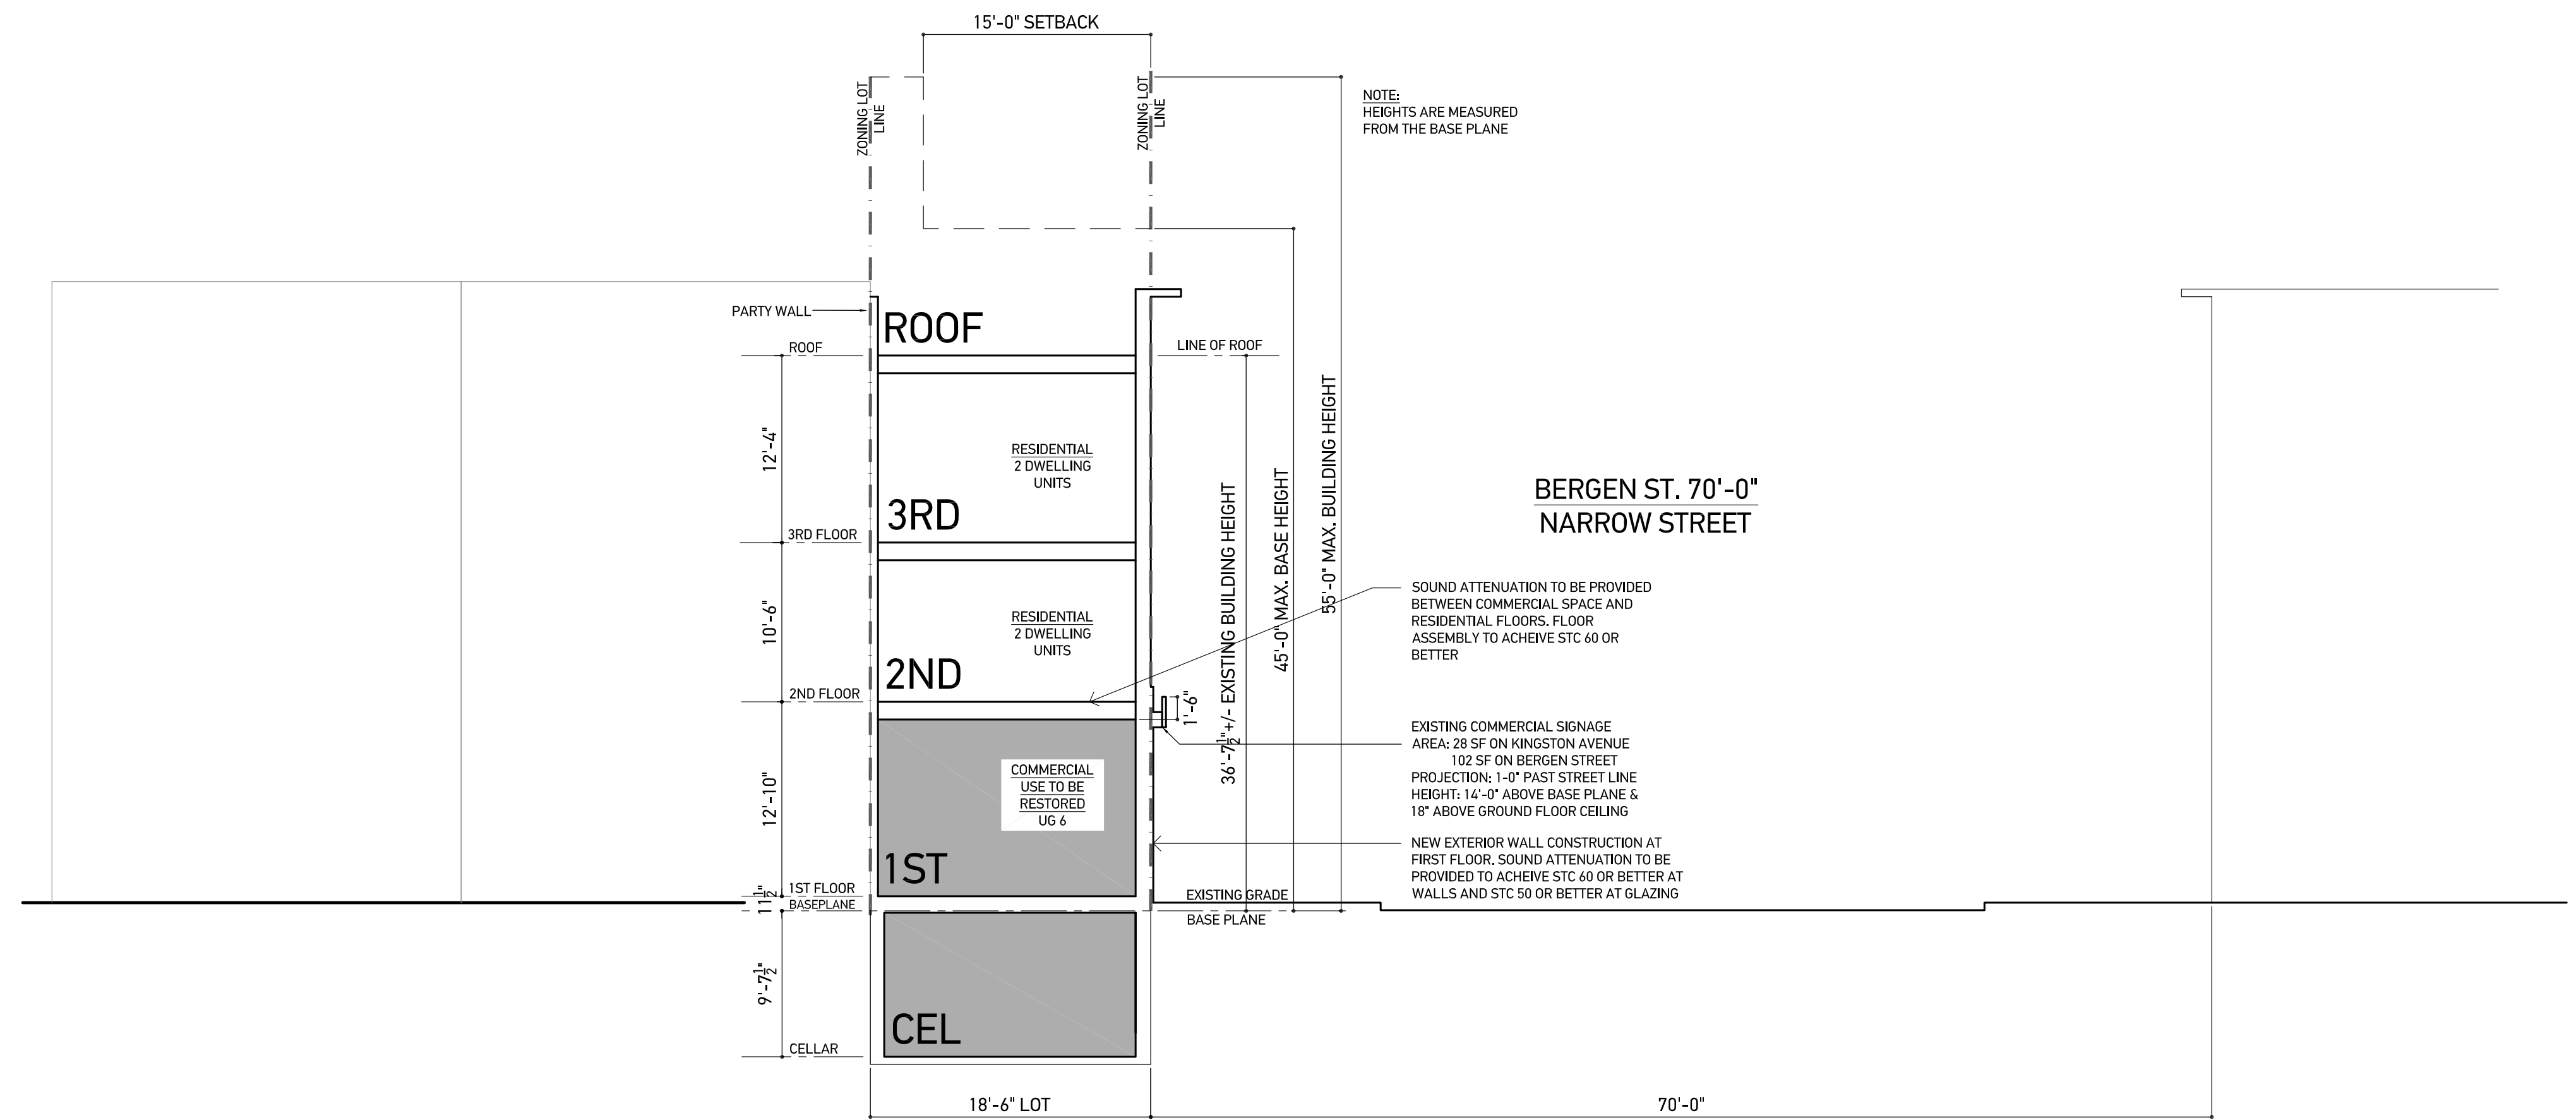 15'-0" SETBACK
ZONING LOT
LINE
ZONING LOT
LINE
NOTE:
HEIGHTS ARE MEASURED
FROM THE BASE PLANE
PARTY WALL
ROOF
ROOF
LINE OF ROOF
12'-4"
RESIDENTIAL
2 DWELLING
UNITS
3RD
3RD FLOOR
10'-6"
RESIDENTIAL
2 DWELLING
UNITS
2ND
2ND FLOOR
12'-10"
COMMERCIAL
USE TO BE
RESTORED
UG 6
1ST
1ST FLOOR
11 1/2"
BASEPLANE
EXISTING GRADE
BASE PLANE
9'-7 1/2"
CEL
CELLAR
1'-6"
36'-7 1/2"+/- EXISTING BUILDING HEIGHT
45'-0" MAX. BASE HEIGHT
55'-0" MAX. BUILDING HEIGHT
BERGEN ST. 70'-0"
NARROW STREET
SOUND ATTENUATION TO BE PROVIDED
BETWEEN COMMERCIAL SPACE AND
RESIDENTIAL FLOORS. FLOOR
ASSEMBLY TO ACHEIVE STC 60 OR
BETTER
EXISTING COMMERCIAL SIGNAGE
AREA: 28 SF ON KINGSTON AVENUE
102 SF ON BERGEN STREET
PROJECTION: 1-0" PAST STREET LINE
HEIGHT: 14'-0" ABOVE BASE PLANE &
18" ABOVE GROUND FLOOR CEILING
NEW EXTERIOR WALL CONSTRUCTION AT
FIRST FLOOR. SOUND ATTENUATION TO BE
PROVIDED TO ACHEIVE STC 60 OR BETTER AT
WALLS AND STC 50 OR BETTER AT GLAZING
18'-6" LOT
70'-0"